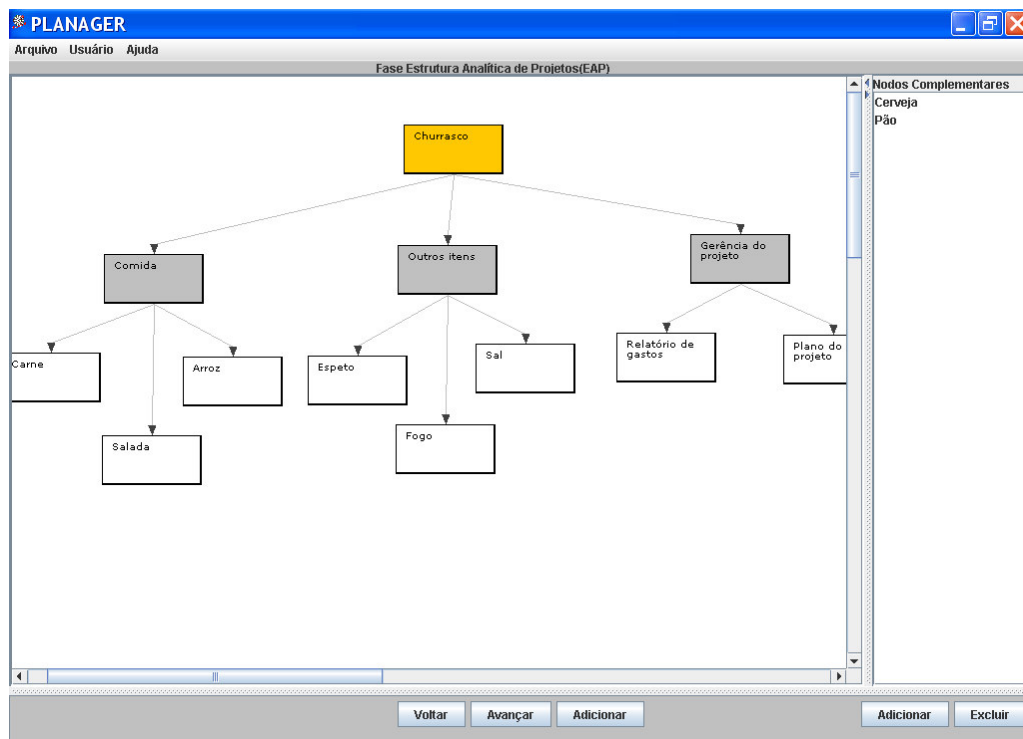 PLANAGER
Arquivo Usuário Ajuda
Fase Estrutura Analítica de Projetos(EAP)
Nodos Complementares
Cerveja
Pão
Churrasco
Comida
Outros itens
Gerência do
projeto
Carne
Salada
Arroz
Espeto
Fogo
Sal
Relatório de
gastos
Plano do
projeto
Voltar Avançar Adicionar
Adicionar Excluir